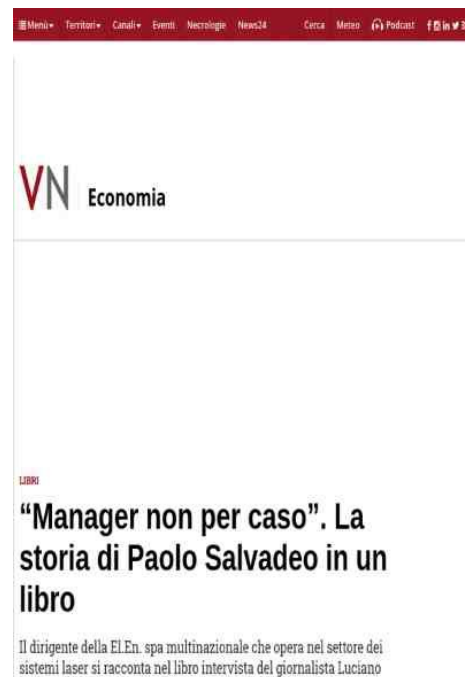 Menù Territori Canali Eventi Necrologie News24 Cerca Meteo Podcast
VN Economia
LIBRI
“Manager non per caso”. La
storia di Paolo Salvadeo in un
libro
Il dirigente della El.En. spa multinazionale che opera nel settore dei
sistemi laser si racconta nel libro intervista del giornalista Luciano